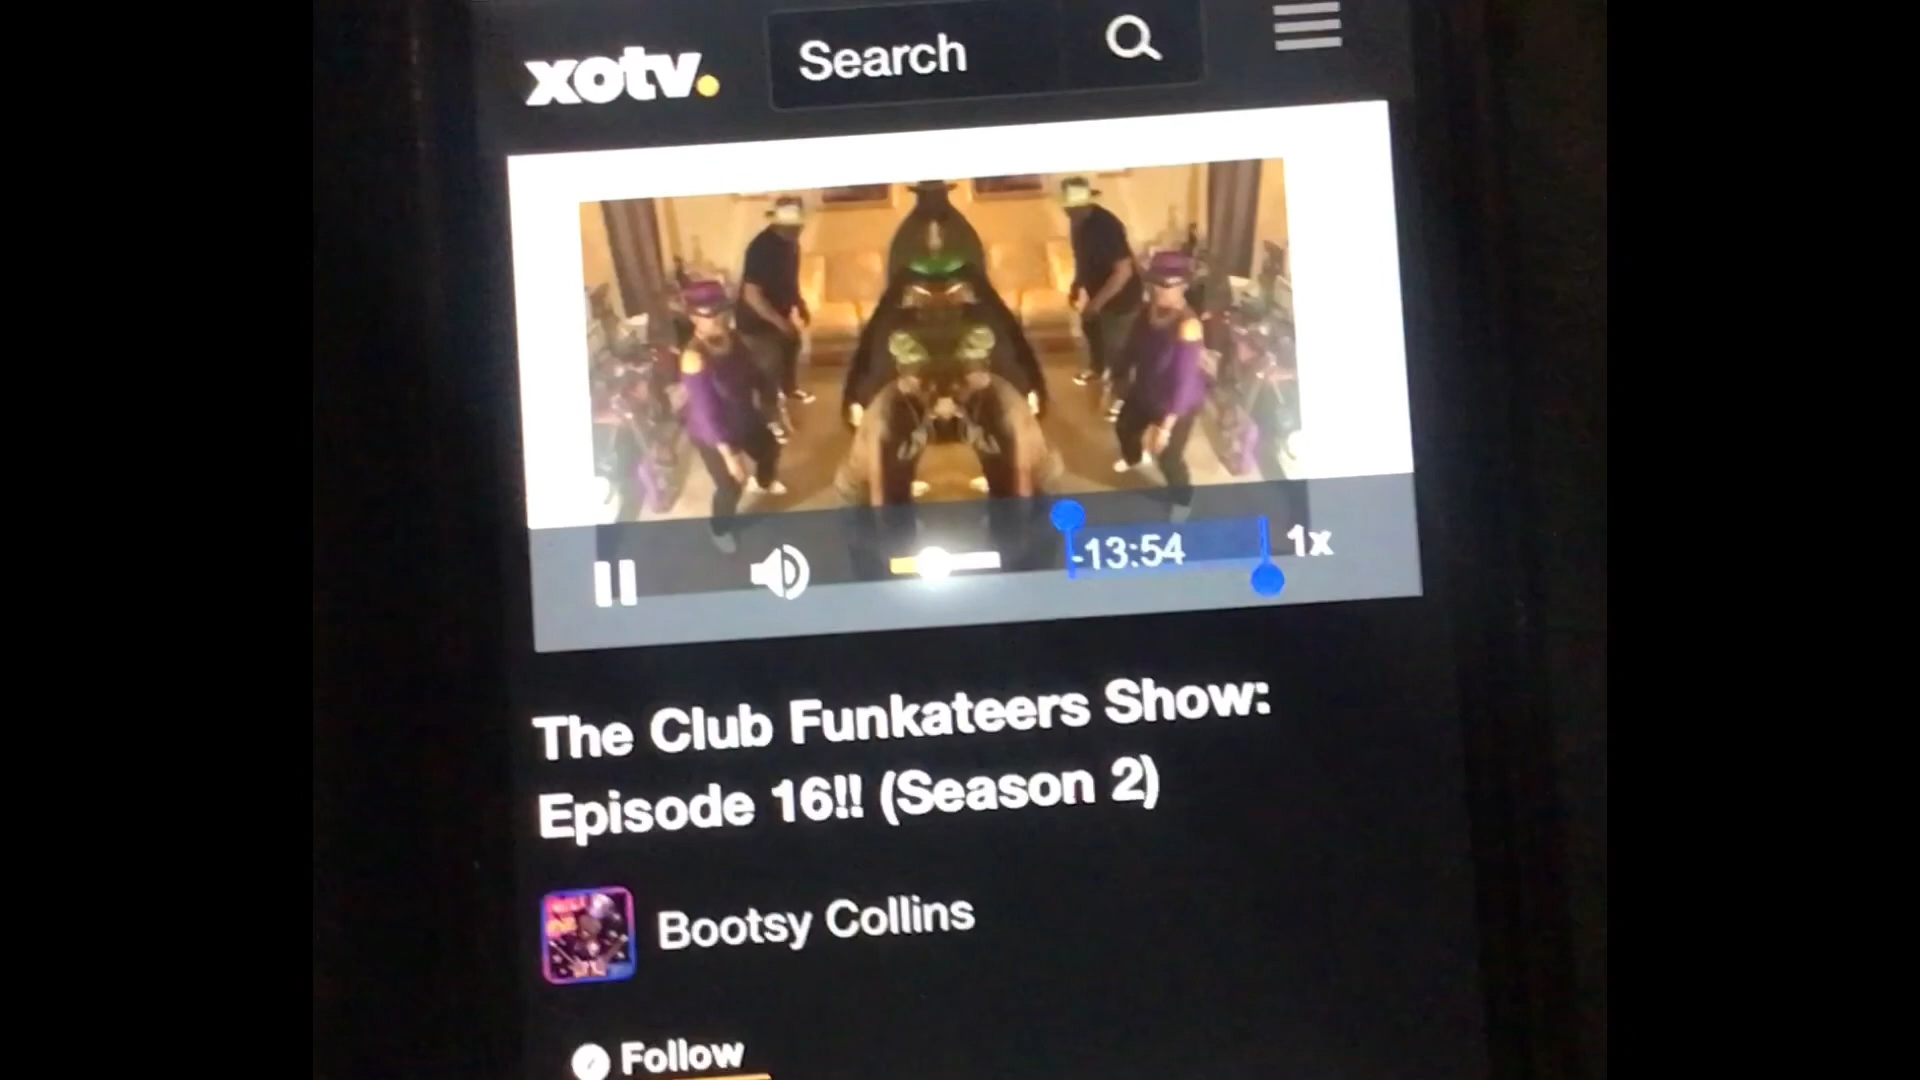 xotv.
Search
-13:54
1x
The Club Funkateers Show:
Episode 16!! (Season 2)
Bootsy Collins
Follow